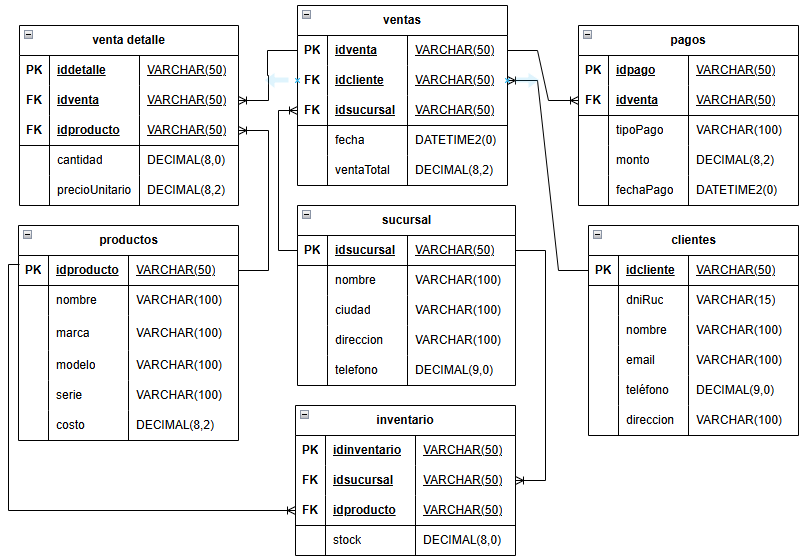 venta detalle
PK iddetalle VARCHAR(50)
FK idventa VARCHAR(50)
FK idproducto VARCHAR(50)
cantidad DECIMAL(8,0)
precioUnitario DECIMAL(8,2)
ventas
PK idventa VARCHAR(50)
FK idcliente VARCHAR(50)
FK idsucursal VARCHAR(50)
fecha DATETIME2(0)
ventaTotal DECIMAL(8,2)
pagos
PK idpago VARCHAR(50)
FK idventa VARCHAR(50)
tipoPago VARCHAR(100)
monto DECIMAL(8,2)
fechaPago DATETIME2(0)
productos
PK idproducto VARCHAR(50)
nombre VARCHAR(100)
marca VARCHAR(100)
modelo VARCHAR(100)
serie VARCHAR(100)
costo DECIMAL(8,2)
sucursal
PK idsucursal VARCHAR(50)
nombre VARCHAR(100)
ciudad VARCHAR(100)
direccion VARCHAR(100)
telefono DECIMAL(9,0)
clientes
PK idcliente VARCHAR(50)
dniRuc VARCHAR(15)
nombre VARCHAR(100)
email VARCHAR(100)
teléfono DECIMAL(9,0)
direccion VARCHAR(100)
inventario
PK idinventario VARCHAR(50)
FK idsucursal VARCHAR(50)
FK idproducto VARCHAR(50)
stock DECIMAL(8,0)